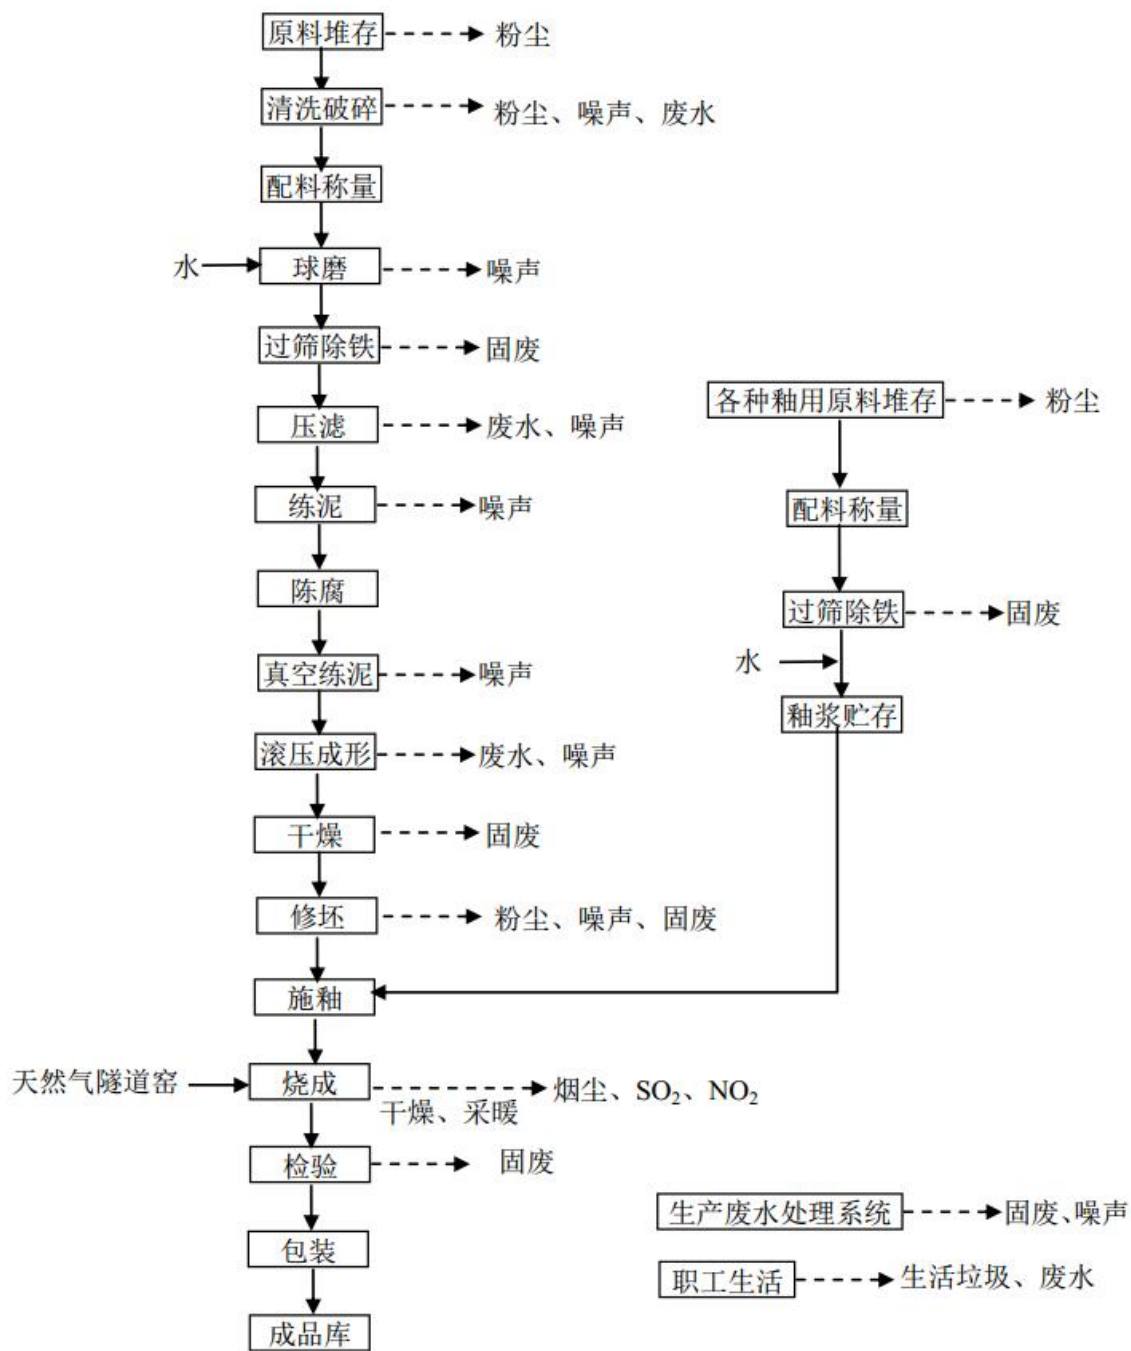 原料堆存 粉尘
清洗破碎 粉尘、噪声、废水
配料称量
水 球磨 噪声
过筛除铁 固废
压滤 废水、噪声
练泥 噪声
陈腐
真空练泥 噪声
滚压成形 废水、噪声
干燥 固废
修坯 粉尘、噪声、固废
施釉
天然气隧道窑 烧成 烟尘、SO₂、NO₂
干燥、采暖
检验 固废
包装
成品库
各种釉用原料堆存 粉尘
配料称量
过筛除铁 固废
水
釉浆贮存
生产废水处理系统 固废、噪声
职工生活 生活垃圾、废水